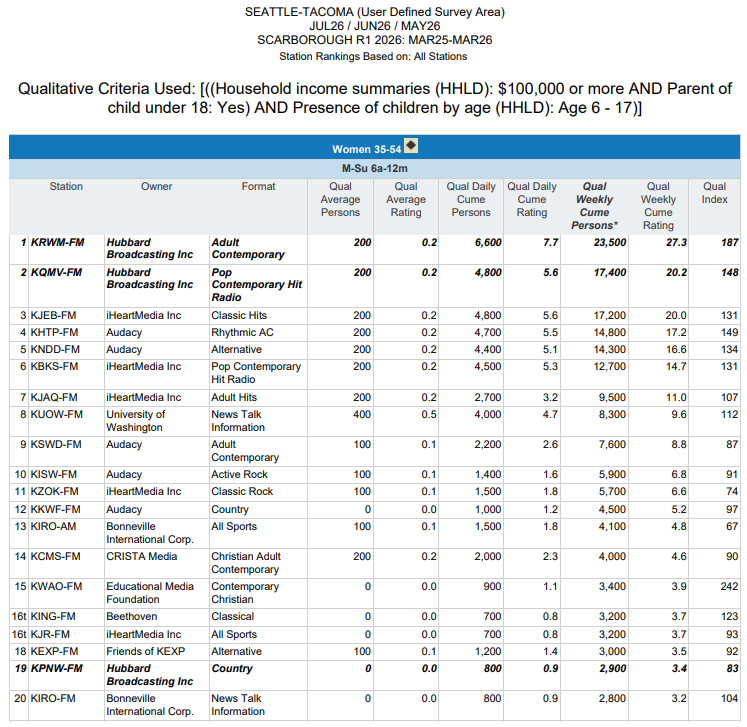 SEATTLE-TACOMA (User Defined Survey Area)
JUL26 / JUN26 / MAY26
SCARBOROUGH R1 2026: MAR25-MAR26
Station Rankings Based on: All Stations
Qualitative Criteria Used: [((Household income summaries (HHLD): $100,000 or more AND Parent of
child under 18: Yes) AND Presence of children by age (HHLD): Age 6 - 17)]
Women 35-54
M-Su 6a-12m
Station Owner Format Qual Average Persons Qual Average Rating Qual Daily Cume Persons Qual Daily Cume Rating Qual Weekly Cume Persons* Qual Weekly Cume Rating Qual Index
1 KRWM-FM Hubbard Broadcasting Inc Adult Contemporary 200 0.2 6,600 7.7 23,500 27.3 187
2 KQMV-FM Hubbard Broadcasting Inc Pop Contemporary Hit Radio 200 0.2 4,800 5.6 17,400 20.2 148
3 KJEB-FM iHeartMedia Inc Classic Hits 200 0.2 4,800 5.6 17,200 20.0 131
4 KHTP-FM Audacy Rhythmic AC 200 0.2 4,700 5.5 14,800 17.2 149
5 KNDD-FM Audacy Alternative 200 0.2 4,400 5.1 14,300 16.6 134
6 KBKS-FM iHeartMedia Inc Pop Contemporary Hit Radio 200 0.2 4,500 5.3 12,700 14.7 131
7 KJAQ-FM iHeartMedia Inc Adult Hits 200 0.2 2,700 3.2 9,500 11.0 107
8 KUOW-FM University of Washington News Talk Information 400 0.5 4,000 4.7 8,300 9.6 112
9 KSWD-FM Audacy Adult Contemporary 100 0.1 2,200 2.6 7,600 8.8 87
10 KISW-FM Audacy Active Rock 100 0.1 1,400 1.6 5,900 6.8 91
11 KZOK-FM iHeartMedia Inc Classic Rock 100 0.1 1,500 1.8 5,700 6.6 74
12 KKWF-FM Audacy Country 0 0.0 1,000 1.2 4,500 5.2 97
13 KIRO-AM Bonneville International Corp. All Sports 100 0.1 1,500 1.8 4,100 4.8 67
14 KCMS-FM CRISTA Media Christian Adult Contemporary 200 0.2 2,000 2.3 4,000 4.6 90
15 KWAO-FM Educational Media Foundation Contemporary Christian 0 0.0 900 1.1 3,400 3.9 242
16t KING-FM Beethoven Classical 0 0.0 700 0.8 3,200 3.7 123
16t KJR-FM iHeartMedia Inc All Sports 0 0.0 700 0.8 3,200 3.7 93
18 KEXP-FM Friends of KEXP Alternative 100 0.1 1,200 1.4 3,000 3.5 92
19 KPNW-FM Hubbard Broadcasting Inc Country 0 0.0 800 0.9 2,900 3.4 83
20 KIRO-FM Bonneville International Corp. News Talk Information 0 0.0 800 0.9 2,800 3.2 104